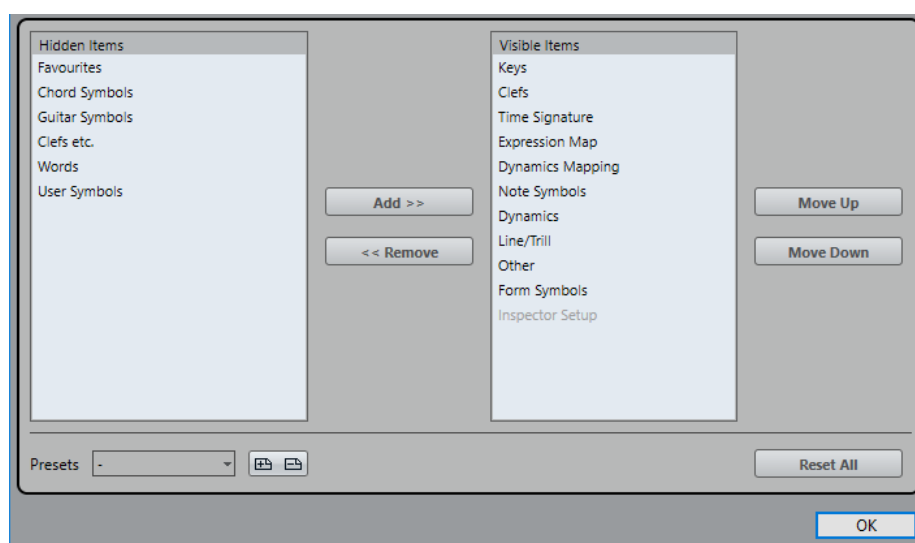 Hidden Items
Favourites
Chord Symbols
Guitar Symbols
Clefs etc.
Words
User Symbols
Add >>
<< Remove
Visible Items
Keys
Clefs
Time Signature
Expression Map
Dynamics Mapping
Note Symbols
Dynamics
Line/Trill
Other
Form Symbols
Inspector Setup
Move Up
Move Down
Presets -
Reset All
OK